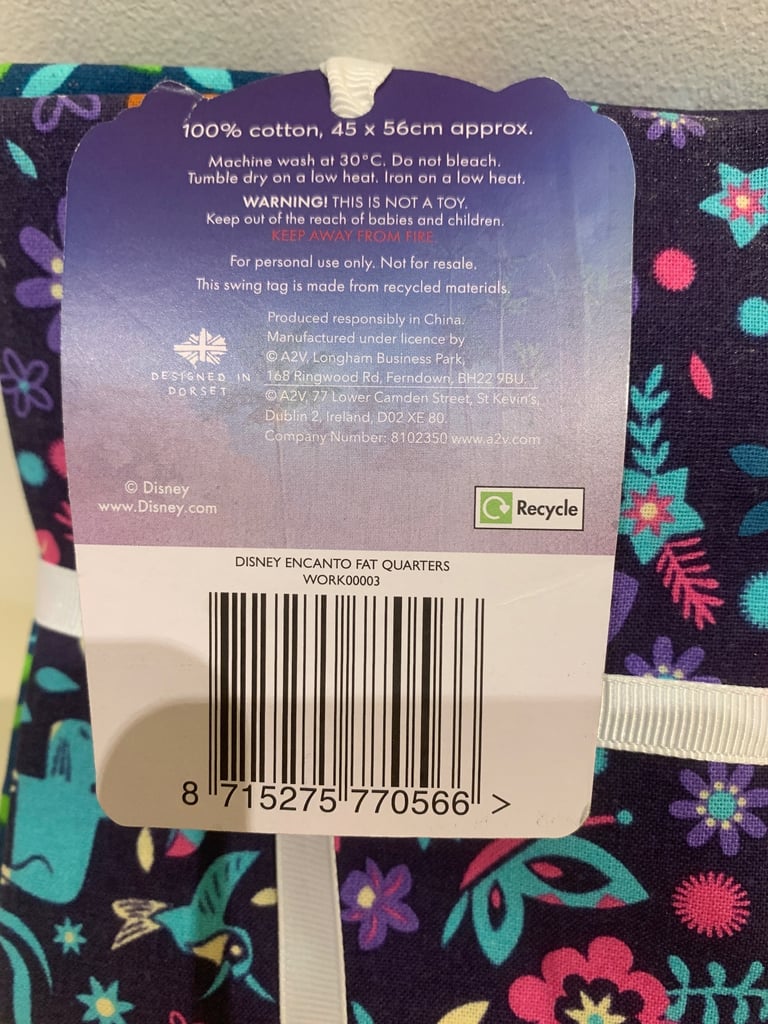 100% cotton, 45 x 56cm approx.
Machine wash at 30°C. Do not bleach.
Tumble dry on a low heat. Iron on a low heat.
WARNING! THIS IS NOT A TOY.
Keep out of the reach of babies and children.
KEEP AWAY FROM FIRE.
For personal use only. Not for resale.
This swing tag is made from recycled materials.
DESIGNED IN
DORSET
Produced responsibly in China.
Manufactured under licence by
© A2V, Longham Business Park,
168 Ringwood Rd, Ferndown, BH22 9BU.
© A2V, 77 Lower Camden Street, St Kevin's,
Dublin 2, Ireland, D02 XE 80.
Company Number: 8102350 www.a2v.com
© Disney
www.Disney.com
Recycle
DISNEY ENCANTO FAT QUARTERS
WORK00003
8 715275 770566 >